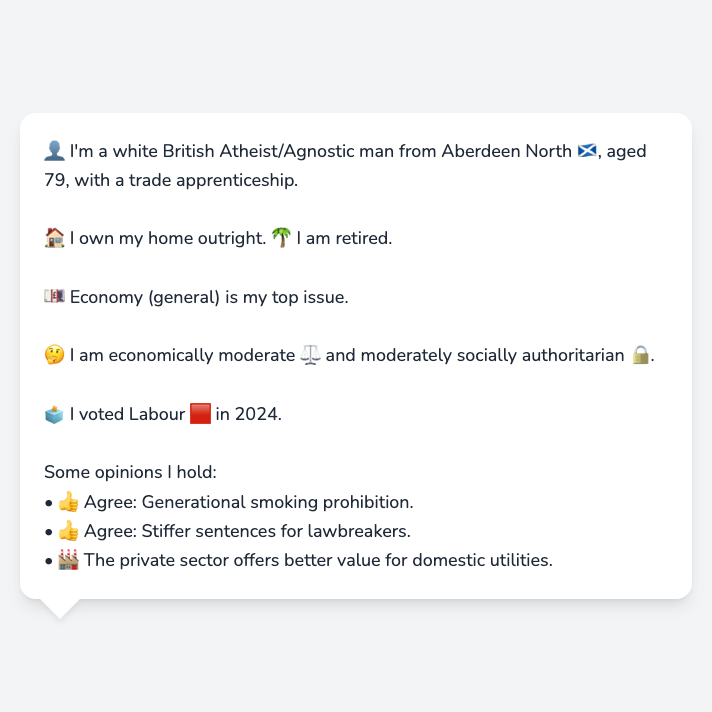 👤 I'm a white British Atheist/Agnostic man from Aberdeen North 🏴󠁧󠁢󠁳󠁣󠁴󠁿, aged
79, with a trade apprenticeship.
🏠 I own my home outright. 🌴 I am retired.
💷 Economy (general) is my top issue.
🤔 I am economically moderate ⚖️ and moderately socially authoritarian 🔒.
🗳️ I voted Labour 🟥 in 2024.
Some opinions I hold:
• 👍 Agree: Generational smoking prohibition.
• 👍 Agree: Stiffer sentences for lawbreakers.
• 🏭 The private sector offers better value for domestic utilities.